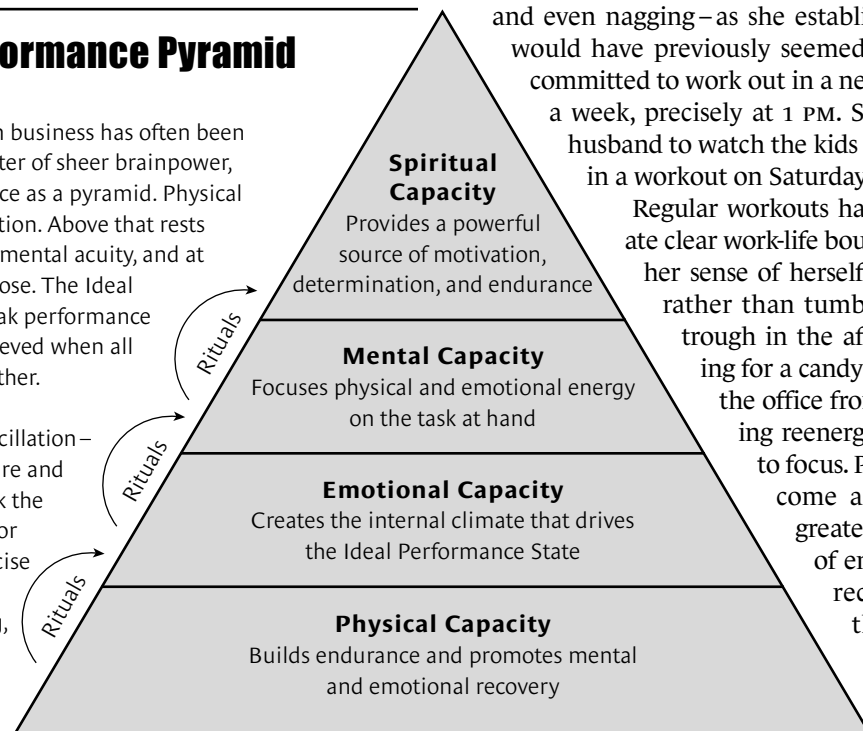 ormance Pyramid
n business has often been
ter of sheer brainpower,
ce as a pyramid. Physical
tion. Above that rests
mental acuity, and at
ose. The Ideal
ak performance
eved when all
ther.
cillation –
re and
k the
or
cise
,
Spiritual
Capacity
Provides a powerful
source of motivation,
determination, and endurance
Mental Capacity
Focuses physical and emotional energy
on the task at hand
Emotional Capacity
Creates the internal climate that drives
the Ideal Performance State
Physical Capacity
Builds endurance and promotes mental
and emotional recovery
Rituals
Rituals
Rituals
and even nagging – as she establi
would have previously seemed
committed to work out in a ne
a week, precisely at 1 PM. S
husband to watch the kids
in a workout on Saturday
Regular workouts ha
ate clear work-life bou
her sense of herself
rather than tumb
trough in the af
ing for a candy
the office fro
ing reenerg
to focus. P
come a
greate
of en
rec
t